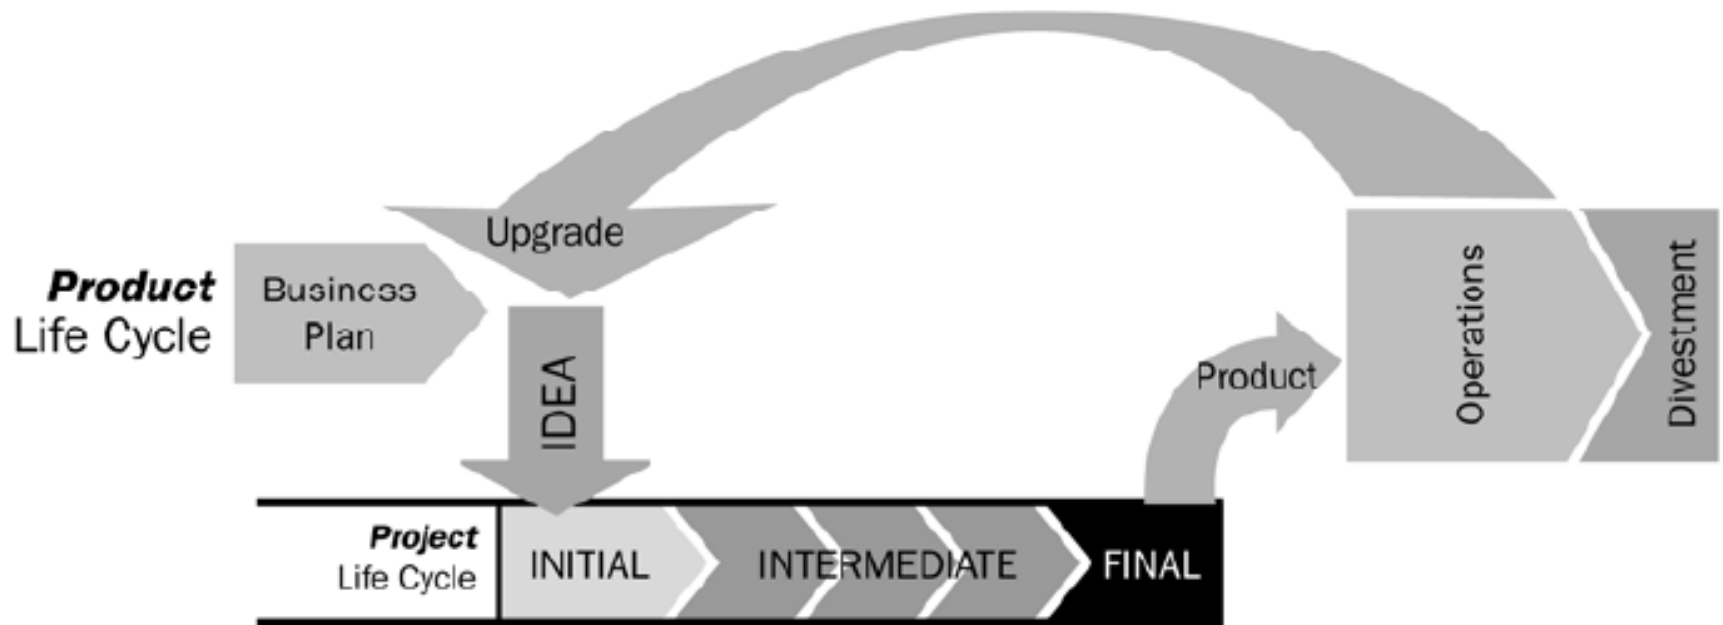 Upgrade
Product
Life Cycle
Business
Plan
IDEA
Product
Operations
Divestment
Project
Life Cycle
INITIAL
INTERMEDIATE
FINAL